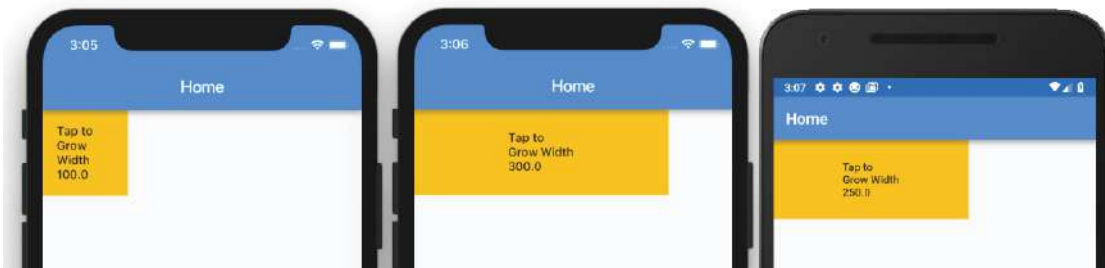 3:05
Home
Tap to
Grow
Width
100.0
3:06
Home
Tap to
Grow Width
300.0
3:07
Home
Tap to
Grow Width
250.0